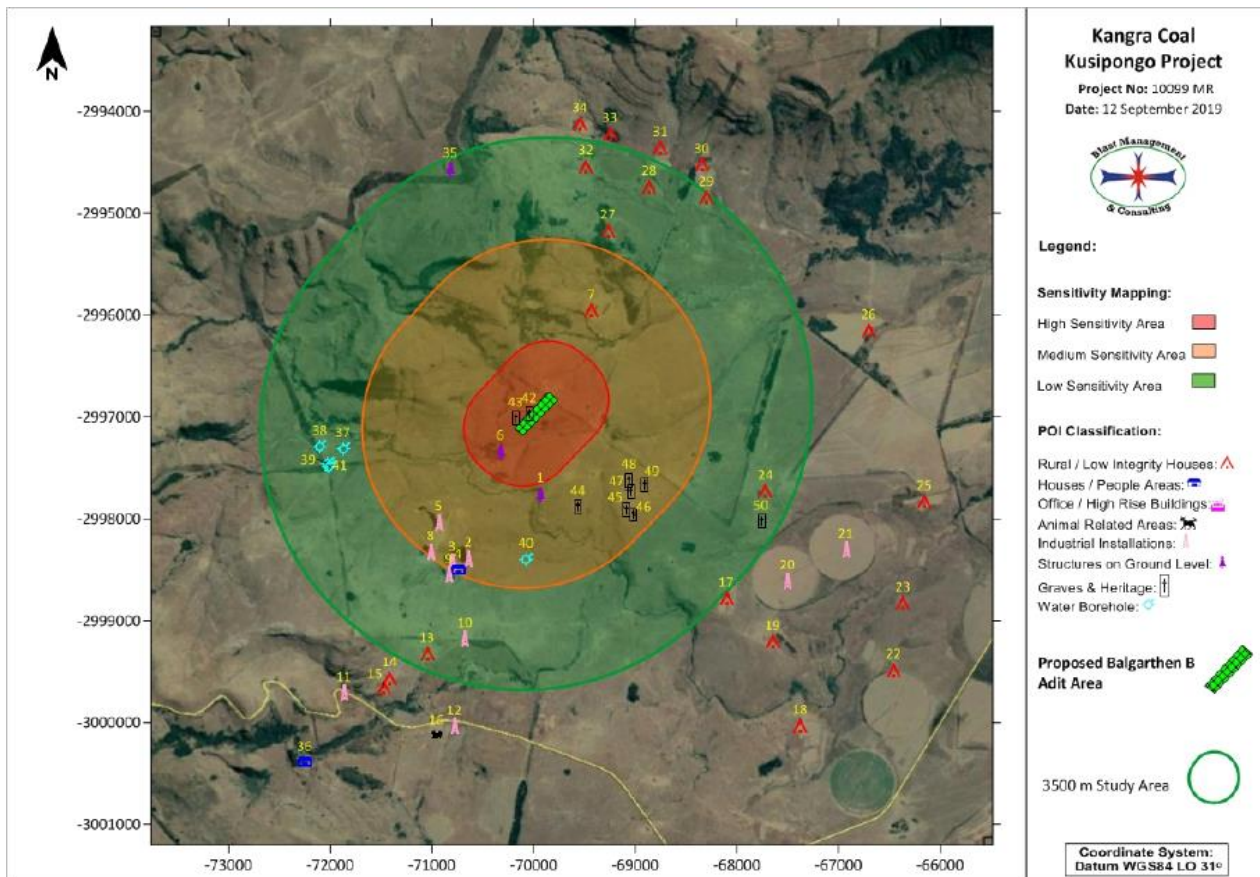 N
-2994000
-2995000
-2996000
-2997000
-2998000
-2999000
-3000000
-3001000
-73000
-72000
-71000
-70000
-69000
-68000
-67000
-66000
34
33
31
30
35
32
28
29
27
7
26
43
42
6
38
37
39
41
1
44
48
47
49
45
46
24
50
25
5
8
3
2
40
21
20
17
23
19
10
13
14
15
11
12
16
36
22
18
Kangra Coal
Kusipongo Project
Project No: 10099 MR
Date: 12 September 2019
Blast Management
& Consulting
Legend:
Sensitivity Mapping:
High Sensitivity Area
Medium Sensitivity Area
Low Sensitivity Area
POI Classification:
Rural / Low Integrity Houses:
Houses / People Areas:
Office / High Rise Buildings
Animal Related Areas:
Industrial Installations:
Structures on Ground Level:
Graves & Heritage:
Water Borehole:
Proposed Balgarthen B
Adit Area
3500 m Study Area
Coordinate System:
Datum WGS84 LO 31º